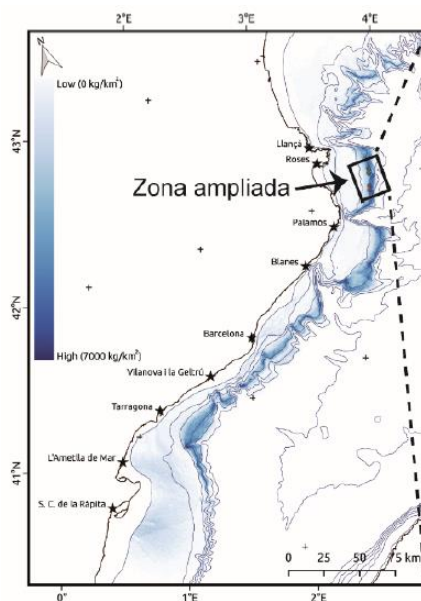 2°E 3°E 4°E
Low (0 kg/km²)
43°N
Llançà
Roses
Zona ampliada
Palamós
Blanes
42°N
High (7000 kg/km²)
Barcelona
Vilanova i la Geltrú
Tarragona
L'Ametlla de Mar
41°N
S. C. de la Ràpita
0 25 50 75 km
0° 1°E 2°E